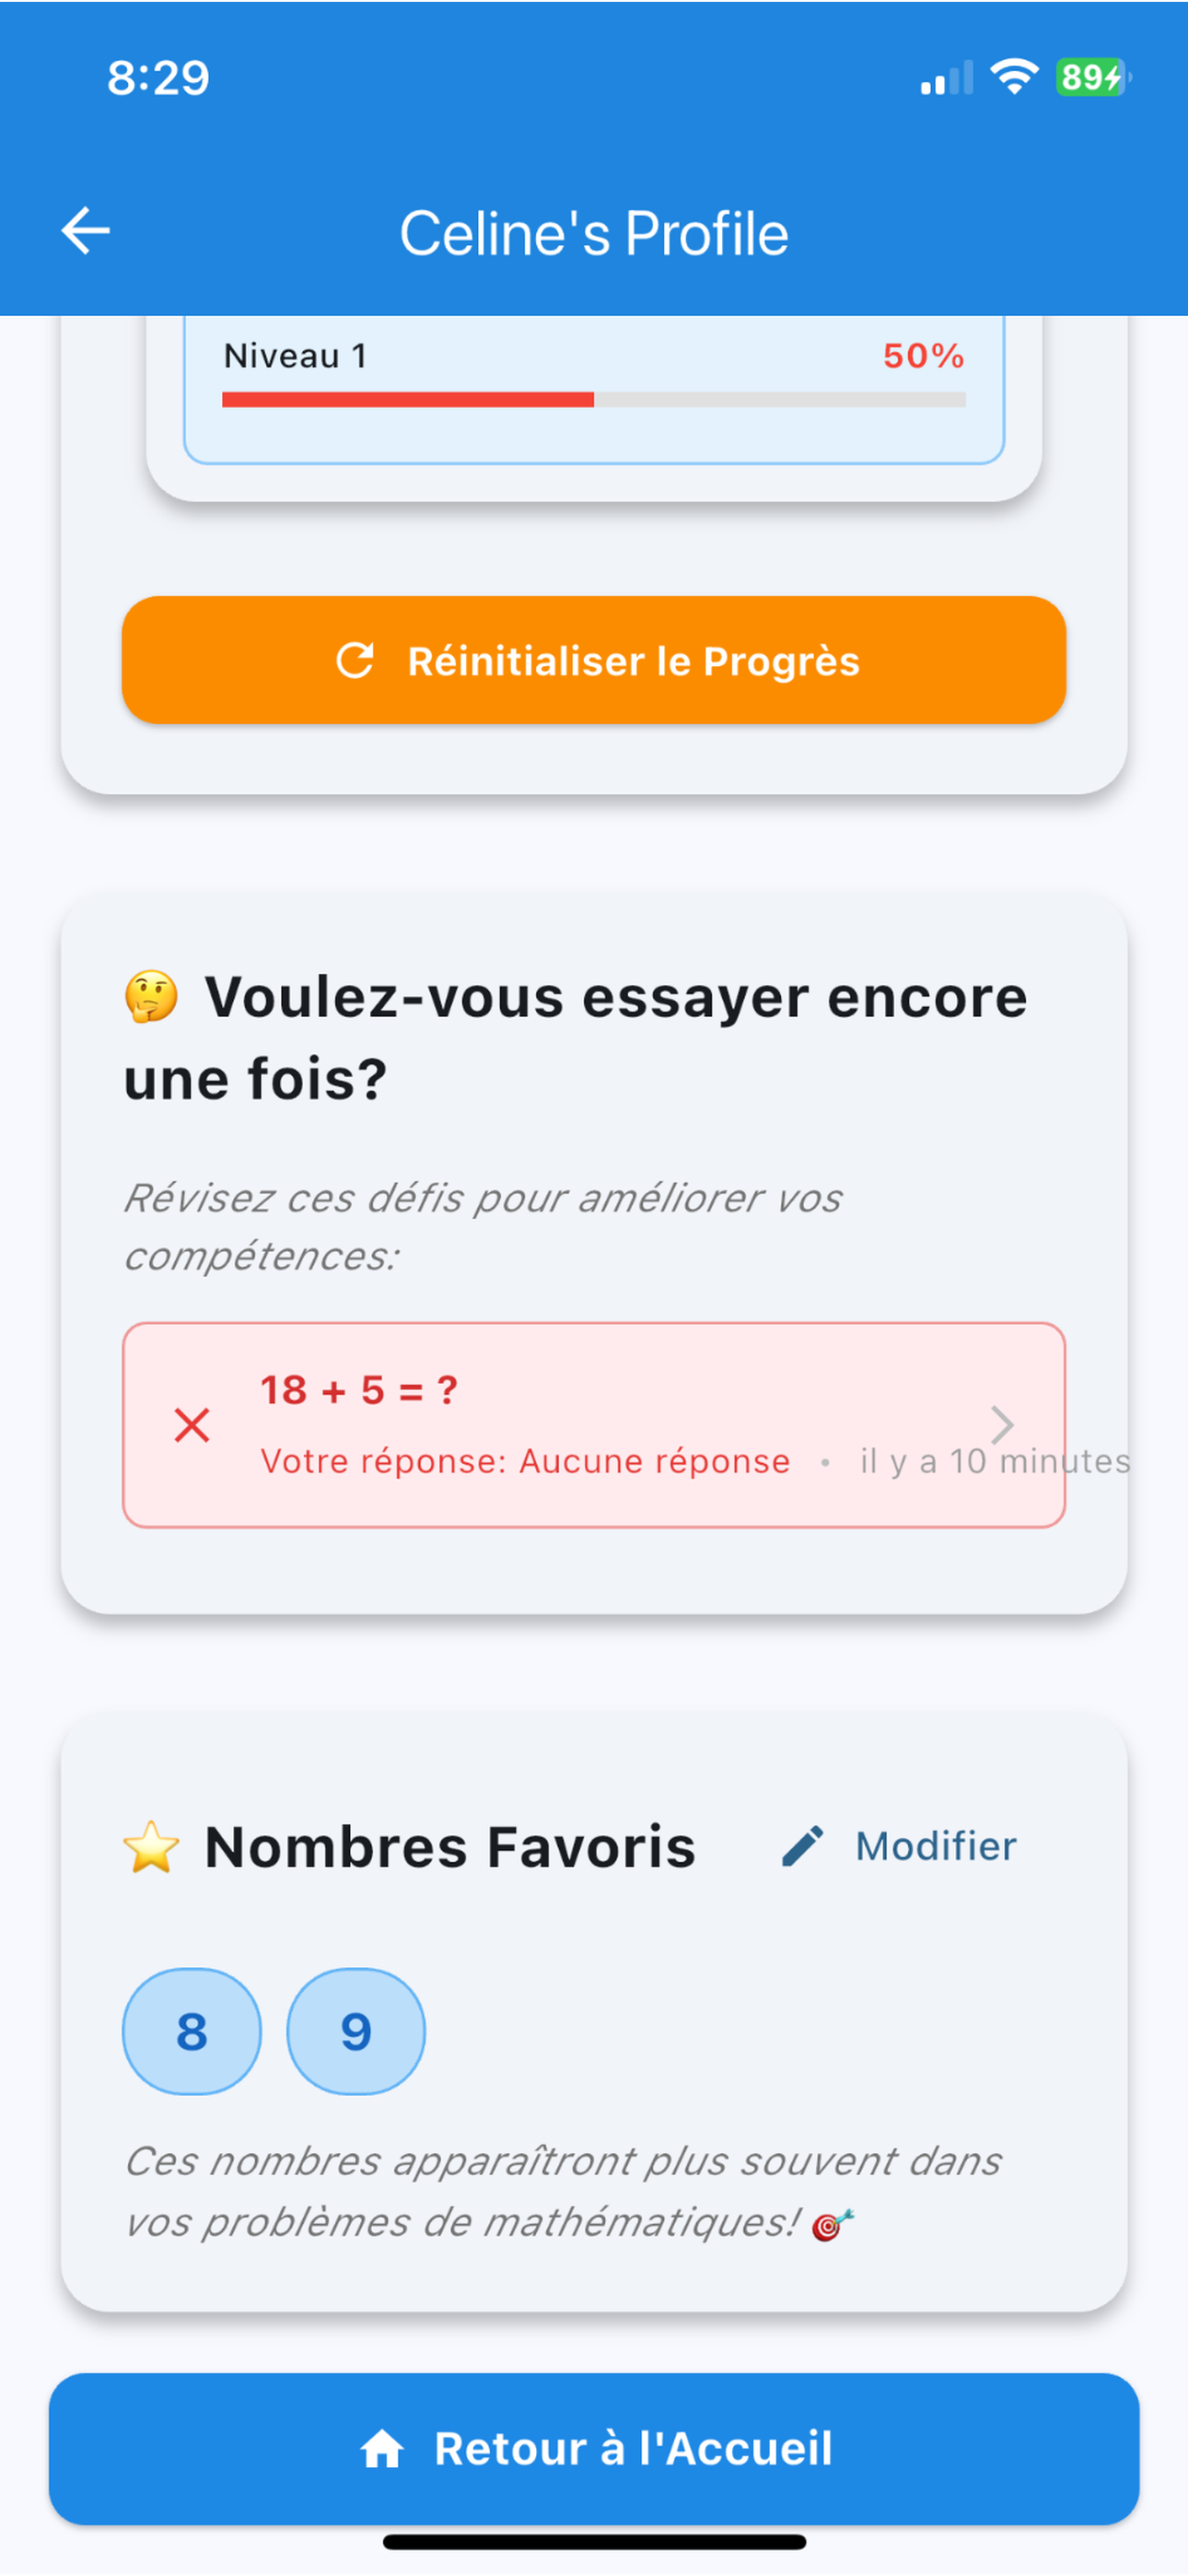 8:29
89
Celine's Profile
Niveau 1
50%
Réinitialiser le Progrès
🤔 Voulez-vous essayer encore
une fois?
Révisez ces défis pour améliorer vos
compétences:
18 + 5 = ?
Votre réponse: Aucune réponse • il y a 10 minutes
⭐ Nombres Favoris
Modifier
8 9
Ces nombres apparaîtront plus souvent dans
vos problèmes de mathématiques! 🎯
Retour à l'Accueil